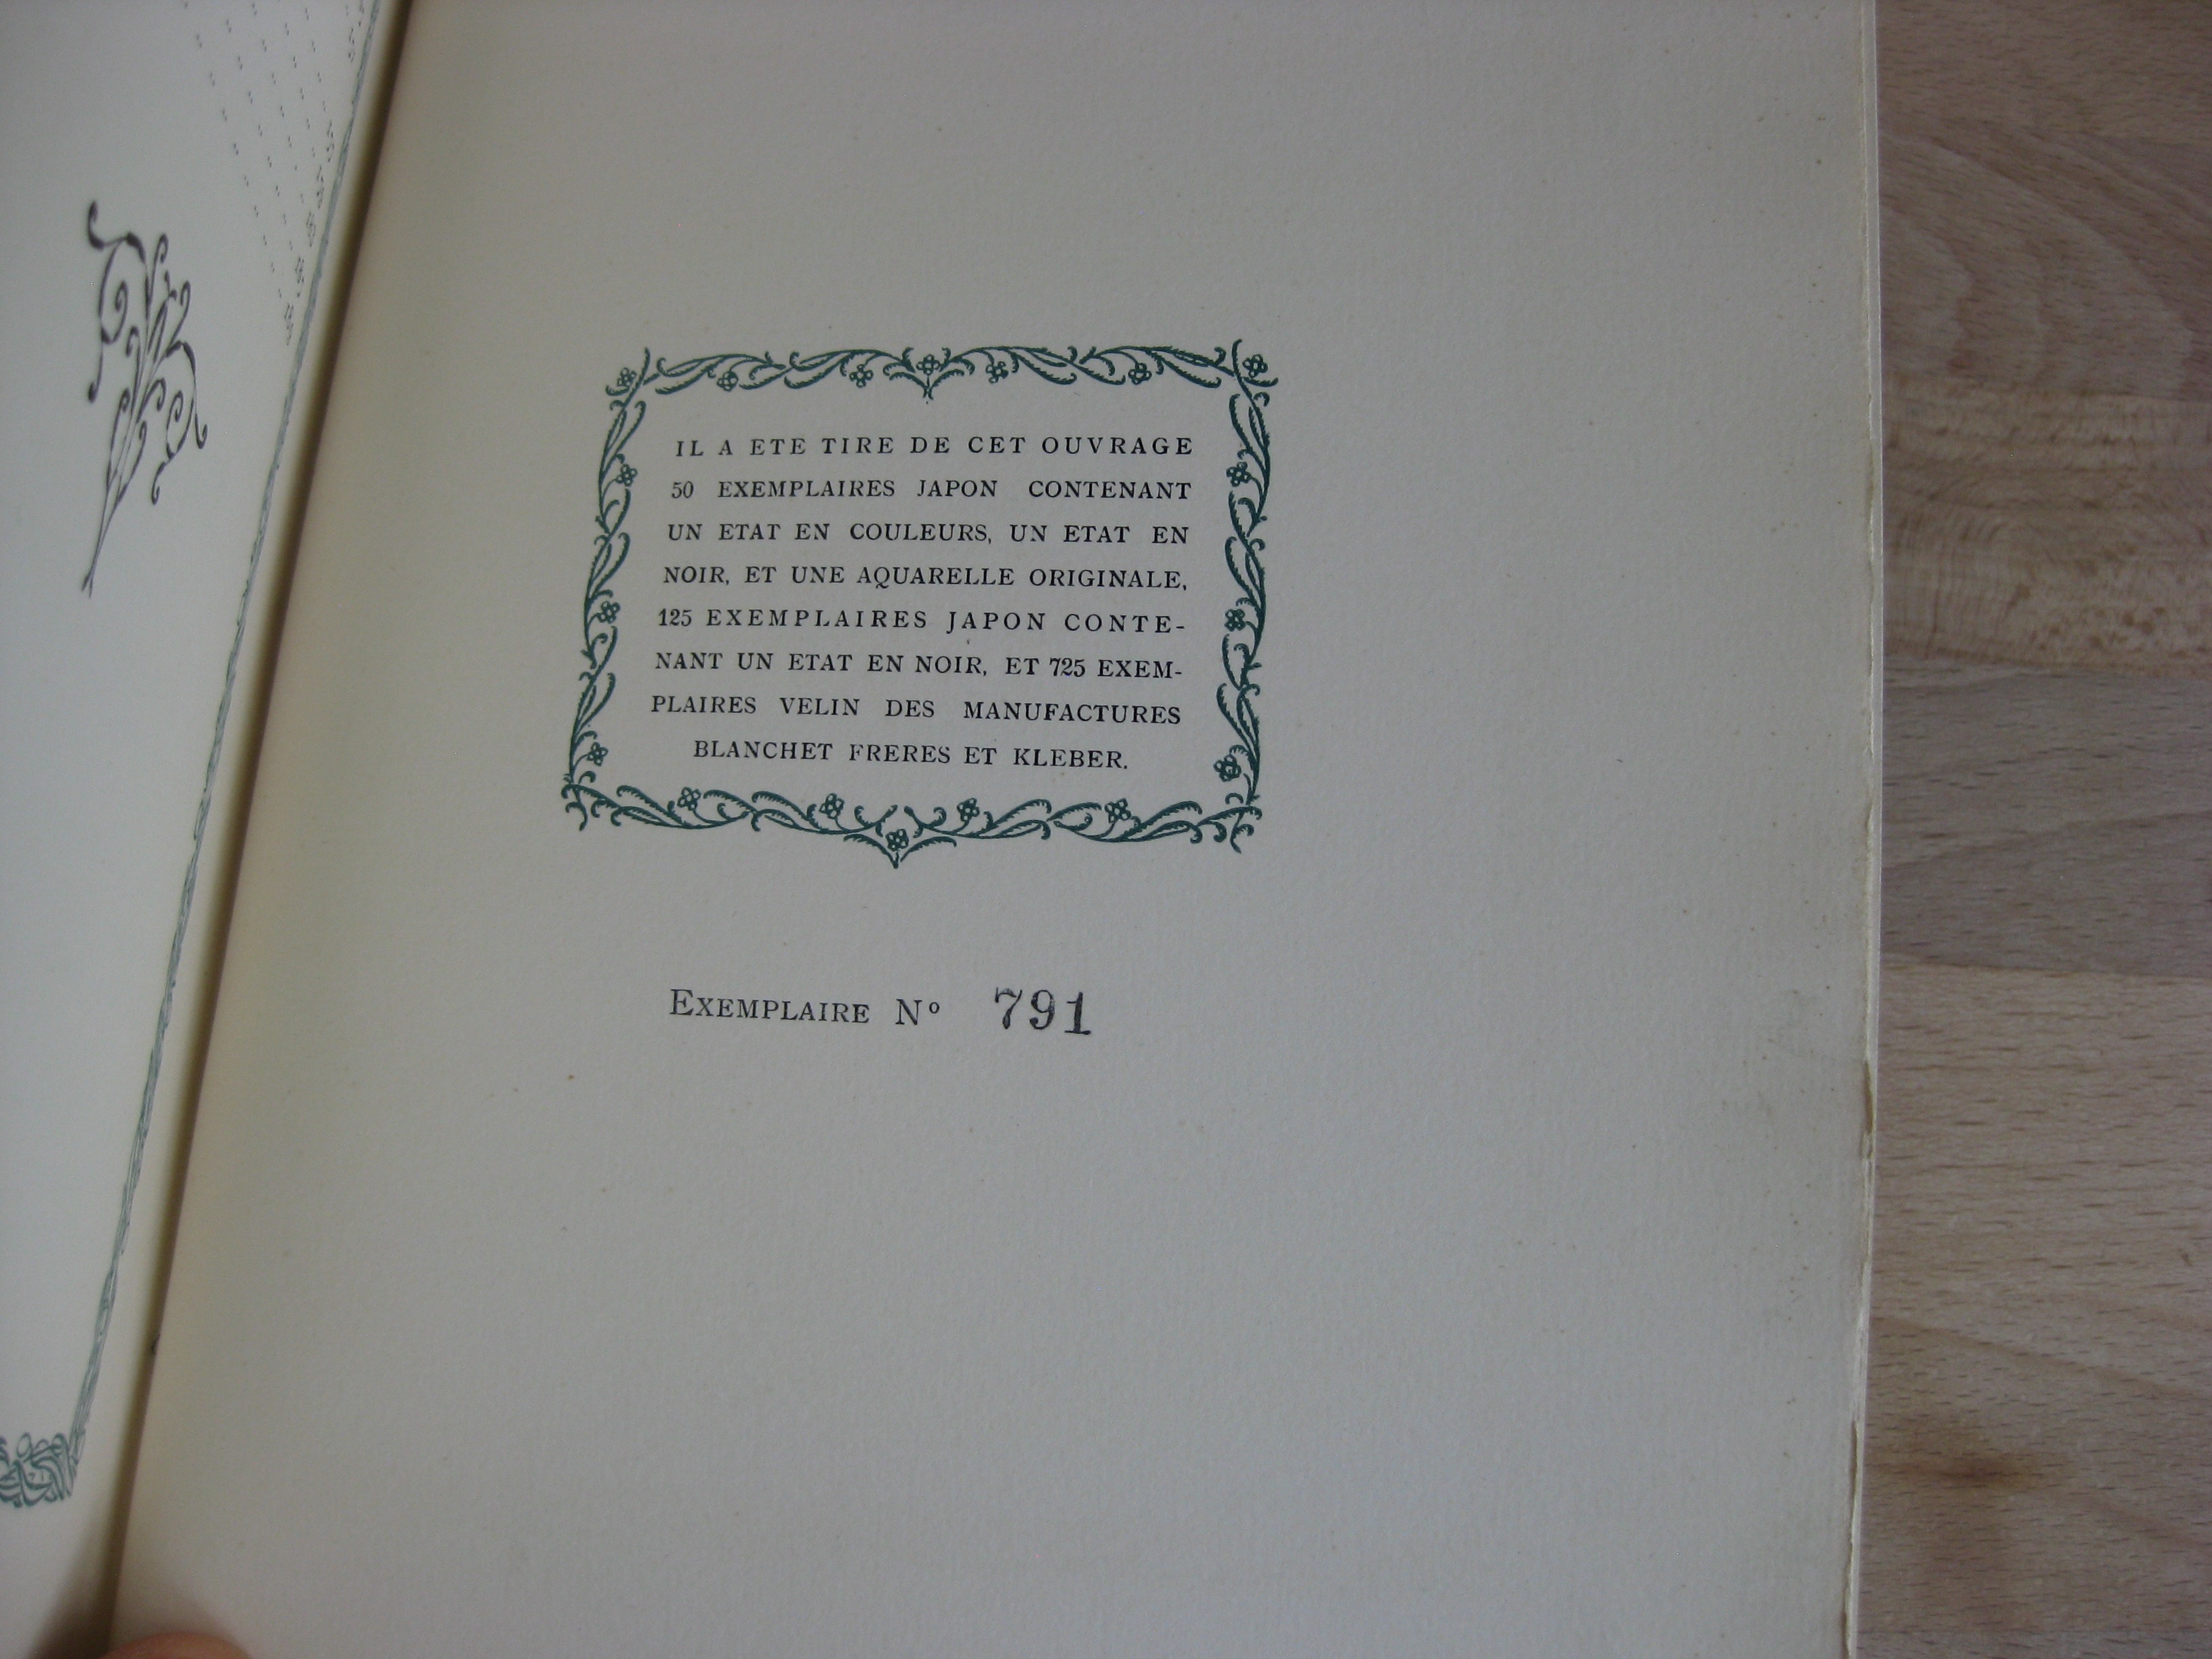 IL A ETE TIRE DE CET OUVRAGE
50 EXEMPLAIRES JAPON CONTENANT
UN ETAT EN COULEURS, UN ETAT EN
NOIR, ET UNE AQUARELLE ORIGINALE,
125 EXEMPLAIRES JAPON CONTE-
NANT UN ETAT EN NOIR, ET 725 EXEM-
PLAIRES VELIN DES MANUFACTURES
BLANCHET FRERES ET KLEBER.
EXEMPLAIRE Nº 791